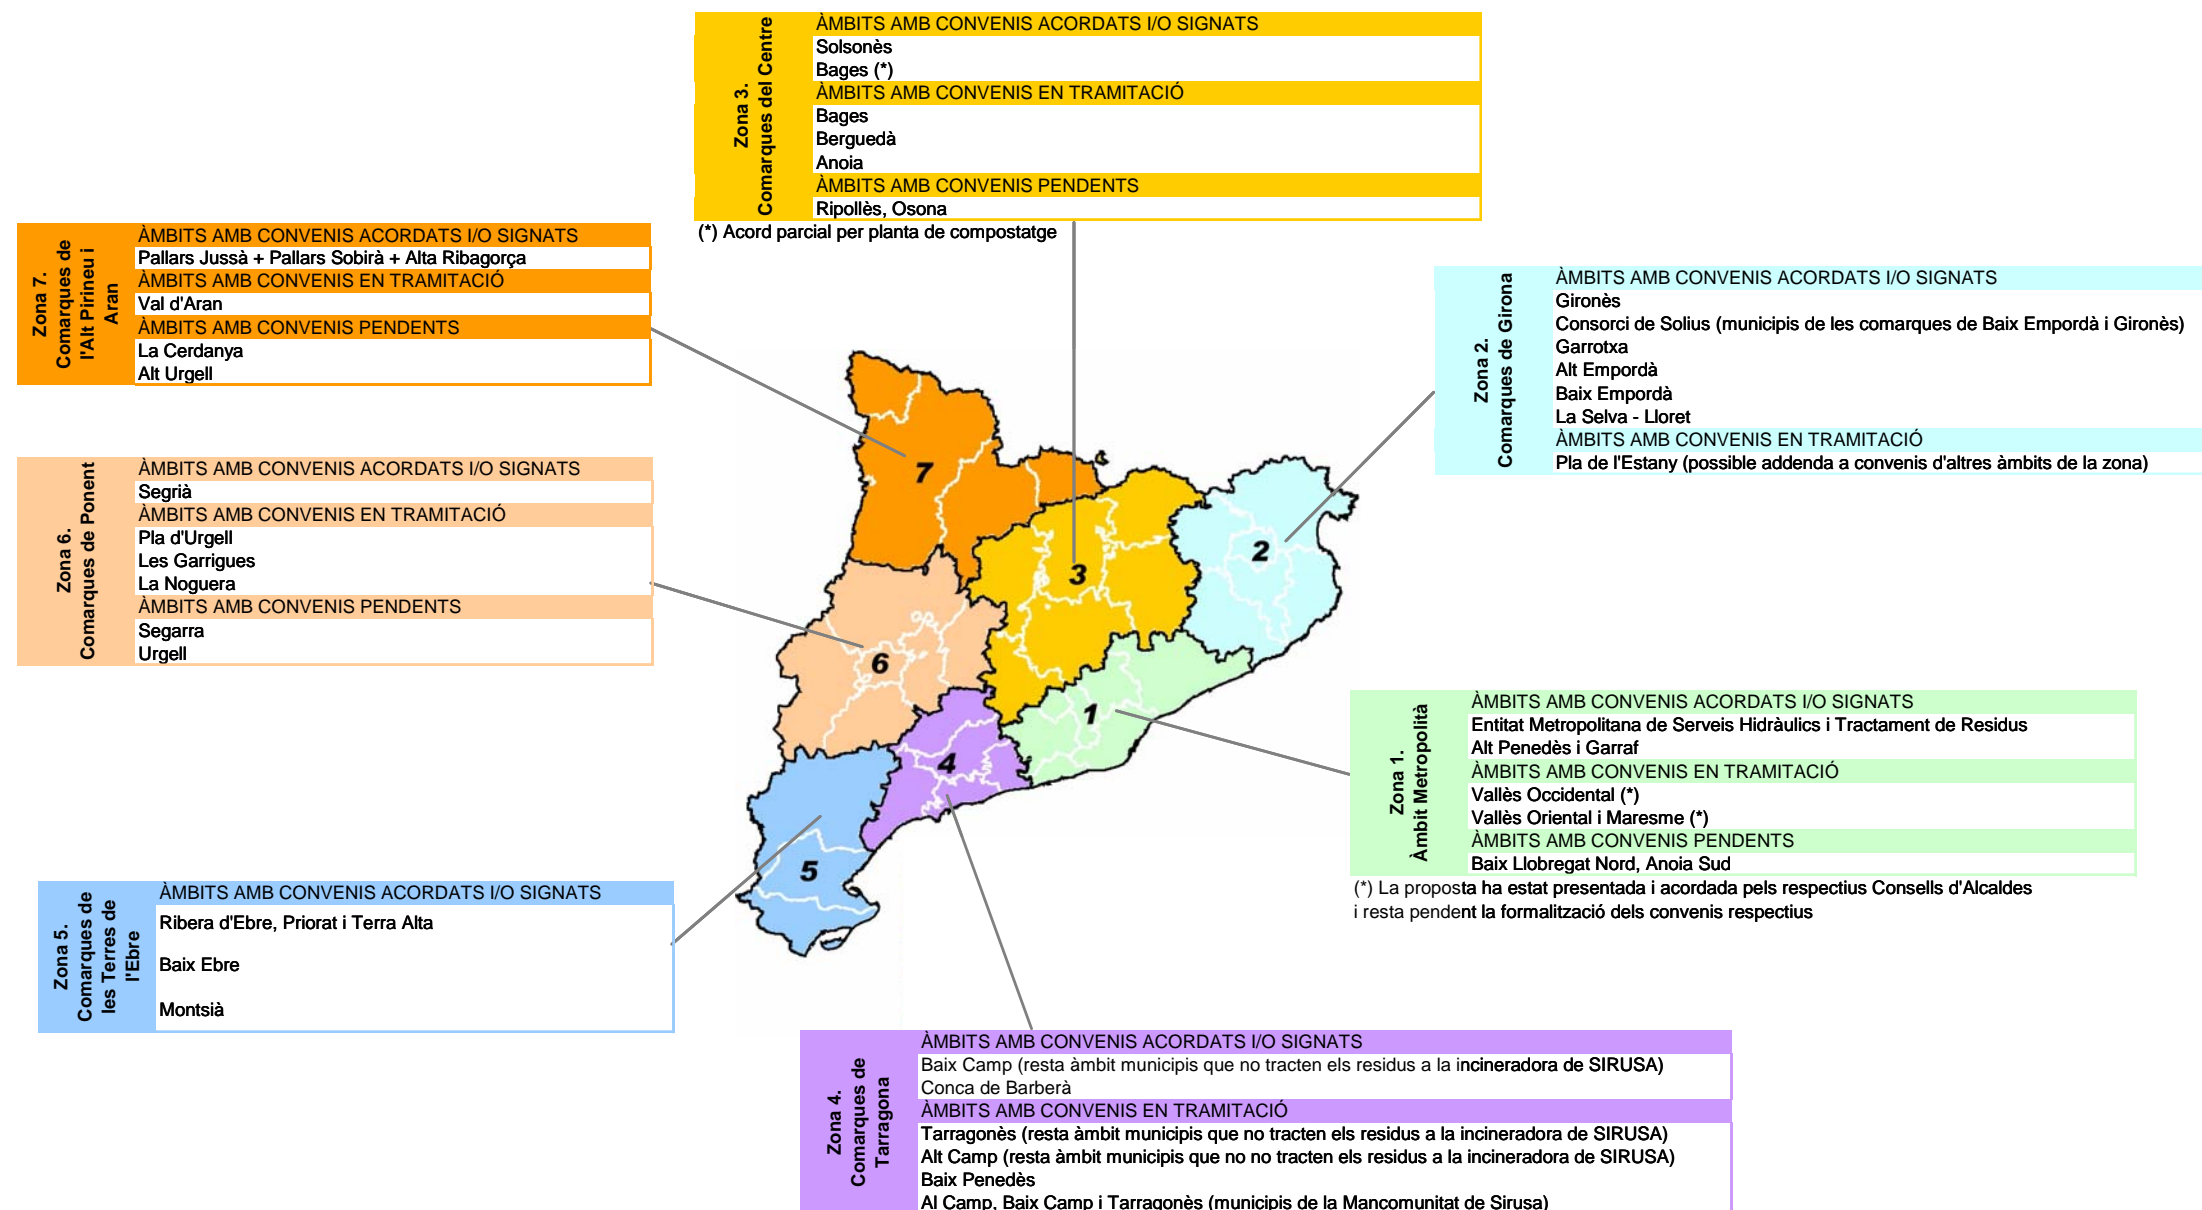 Zona 3.
Comarques del Centre
ÀMBITS AMB CONVENIS ACORDATS I/O SIGNATS
Solsonès
Bages (*)
ÀMBITS AMB CONVENIS EN TRAMITACIÓ
Bages
Berguedà
Anoia
ÀMBITS AMB CONVENIS PENDENTS
Ripollès, Osona
(*) Acord parcial per planta de compostatge
Zona 7.
Comarques de
l'Alt Pirineu i
Aran
ÀMBITS AMB CONVENIS ACORDATS I/O SIGNATS
Pallars Jussà + Pallars Sobirà + Alta Ribagorça
ÀMBITS AMB CONVENIS EN TRAMITACIÓ
Val d'Aran
ÀMBITS AMB CONVENIS PENDENTS
La Cerdanya
Alt Urgell
Zona 2.
Comarques de Girona
ÀMBITS AMB CONVENIS ACORDATS I/O SIGNATS
Gironès
Consorci de Solius (municipis de les comarques de Baix Empordà i Gironès)
Garrotxa
Alt Empordà
Baix Empordà
La Selva - Lloret
ÀMBITS AMB CONVENIS EN TRAMITACIÓ
Pla de l'Estany (possible addenda a convenis d'altres àmbits de la zona)
Zona 6.
Comarques de Ponent
ÀMBITS AMB CONVENIS ACORDATS I/O SIGNATS
Segrià
ÀMBITS AMB CONVENIS EN TRAMITACIÓ
Pla d'Urgell
Les Garrigues
La Noguera
ÀMBITS AMB CONVENIS PENDENTS
Segarra
Urgell
7
2
3
6
1
4
5
Zona 1.
Àmbit Metropolità
ÀMBITS AMB CONVENIS ACORDATS I/O SIGNATS
Entitat Metropolitana de Serveis Hidràulics i Tractament de Residus
Alt Penedès i Garraf
ÀMBITS AMB CONVENIS EN TRAMITACIÓ
Vallès Occidental (*)
Vallès Oriental i Maresme (*)
ÀMBITS AMB CONVENIS PENDENTS
Baix Llobregat Nord, Anoia Sud
(*) La proposta ha estat presentada i acordada pels respectius Consells d'Alcaldes
i resta pendent la formalització dels convenis respectius
Zona 5.
Comarques de
les Terres de
l'Ebre
ÀMBITS AMB CONVENIS ACORDATS I/O SIGNATS
Ribera d'Ebre, Priorat i Terra Alta
Baix Ebre
Montsià
Zona 4.
Comarques de
Tarragona
ÀMBITS AMB CONVENIS ACORDATS I/O SIGNATS
Baix Camp (resta àmbit municipis que no tracten els residus a la incineradora de SIRUSA)
Conca de Barberà
ÀMBITS AMB CONVENIS EN TRAMITACIÓ
Tarragonès (resta àmbit municipis que no tracten els residus a la incineradora de SIRUSA)
Alt Camp (resta àmbit municipis que no no tracten els residus a la incineradora de SIRUSA)
Baix Penedès
Al Camp, Baix Camp i Tarragonès (municipis de la Mancomunitat de Sirusa)